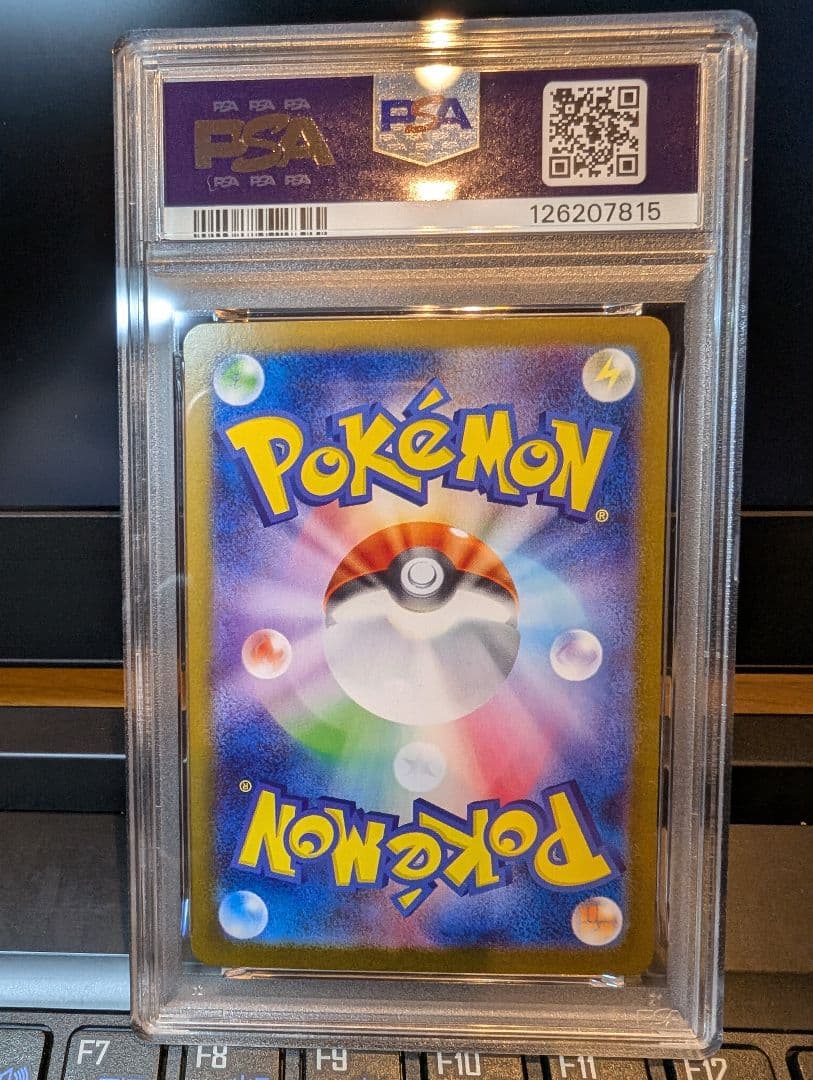 PSA PSA PSA
PSA
PSA PSA PSA
PSA
126207815
POKéMON
®
®
POKéMON
F7
F8
F9
F10
F11
F12